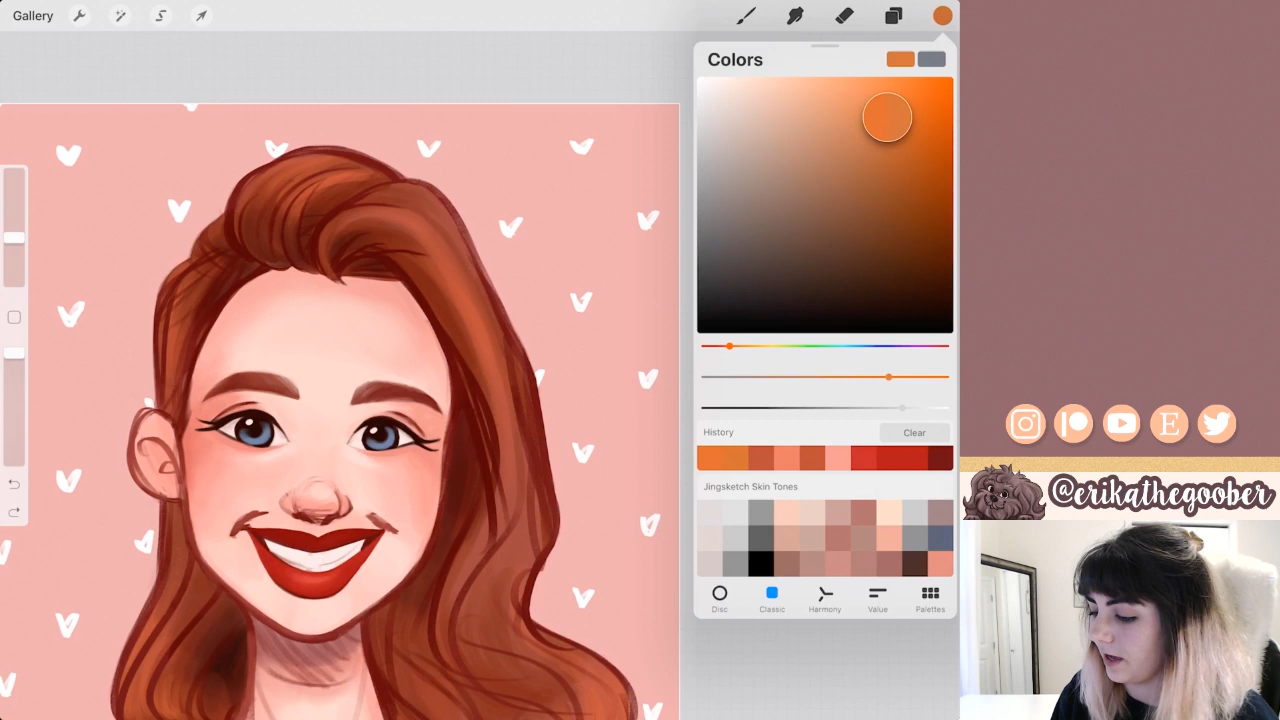 Gallery
Colors
History
Clear
Jingsketch Skin Tones
Disc
Classic
Harmony
Value
Palettes
E
@erikathegoober